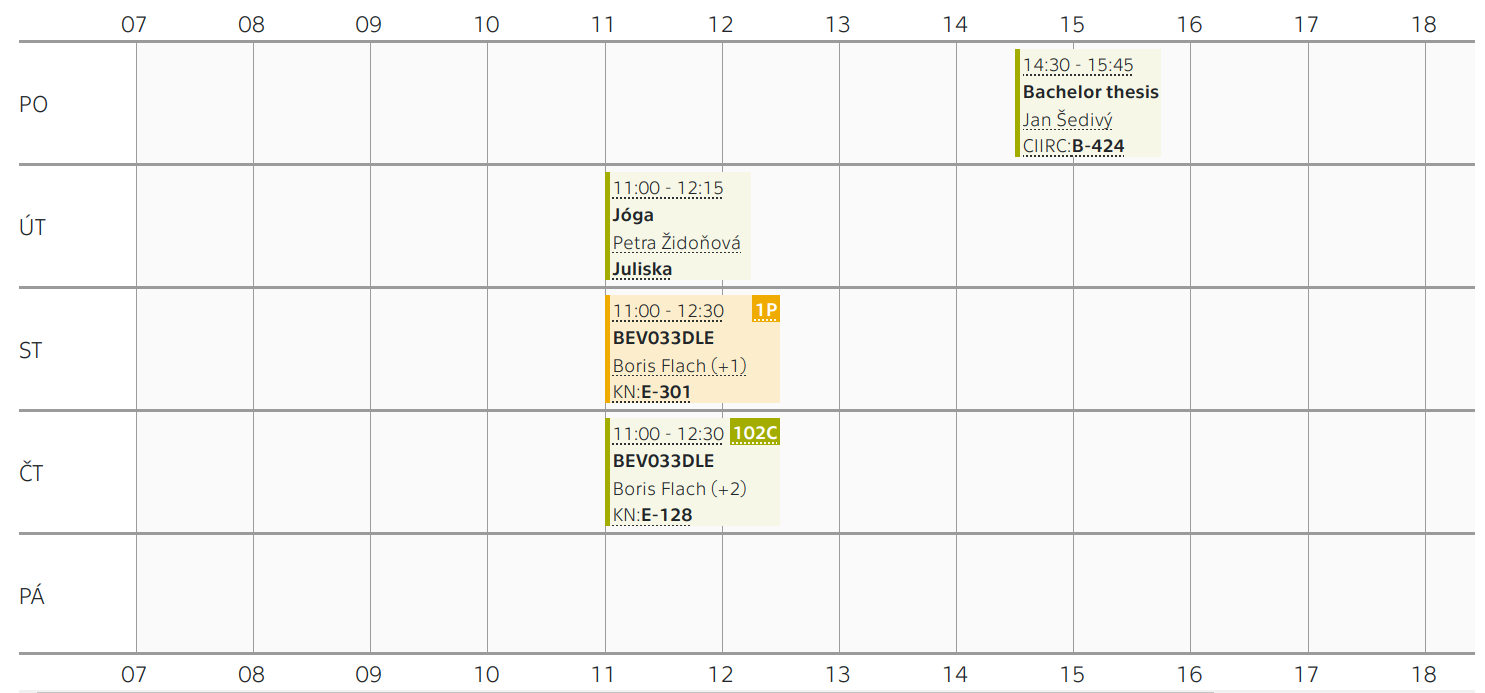 07 08 09 10 11 12 13 14 15 16 17 18
PO
14:30 - 15:45
Bachelor thesis
Jan Šedivý
CIIRC:B-424
ÚT
11:00 - 12:15
Jóga
Petra Židoňová
Juliska
ST
11:00 - 12:30 1P
BEV033DLE
Boris Flach (+1)
KN:E-301
ČT
11:00 - 12:30 102C
BEV033DLE
Boris Flach (+2)
KN:E-128
PÁ
07 08 09 10 11 12 13 14 15 16 17 18